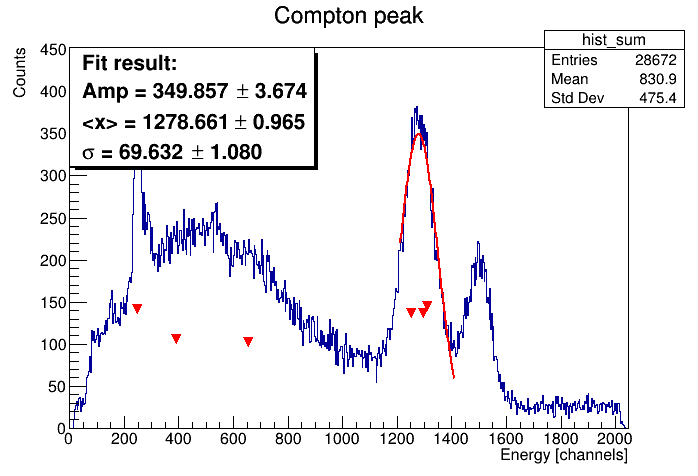 Compton peak
hist_sum
Entries 28672
Mean 830.9
Std Dev 475.4
Fit result:
Amp = 349.857 ± 3.674
<x> = 1278.661 ± 0.965
σ = 69.632 ± 1.080
Counts
450
400
350
300
250
200
150
100
50
0
0 200 400 600 800 1000 1200 1400 1600 1800 2000
Energy [channels]